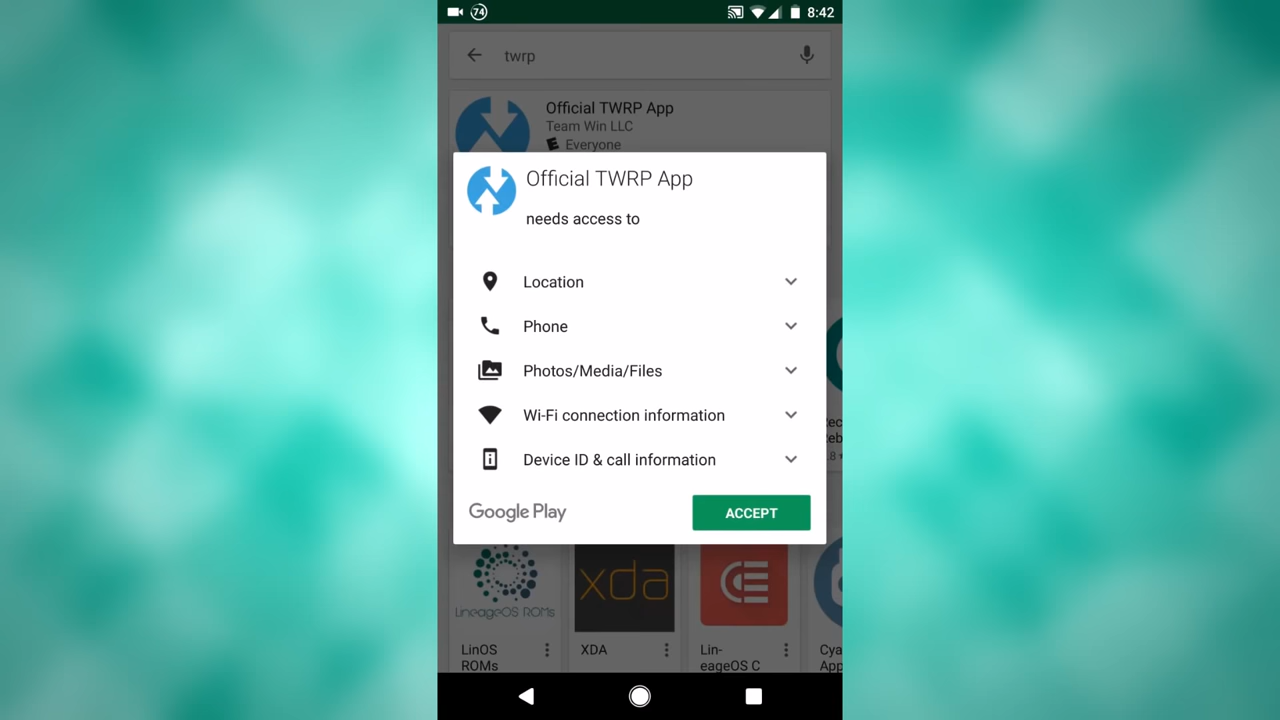 74
8:42
twrp
Official TWRP App
Team Win LLC
Everyone
Official TWRP App
needs access to
Location
Phone
Photos/Media/Files
Wi-Fi connection information
Device ID & call information
Google Play
ACCEPT
LINEAGEOS ROMS
xda
LinOS
ROMs
XDA
Lin-
eageOS C
Cya
App